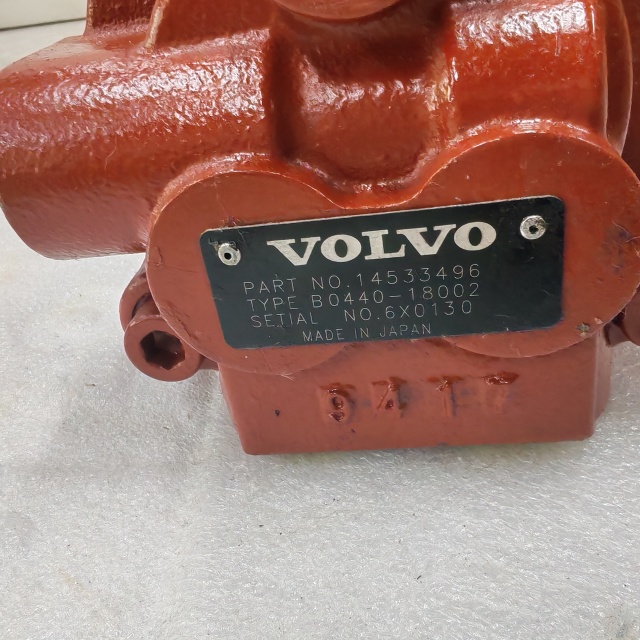 VOLVO
PART NO.14533496
TYPE B0440-18002
SETIAL NO.6X0130
MADE IN JAPAN